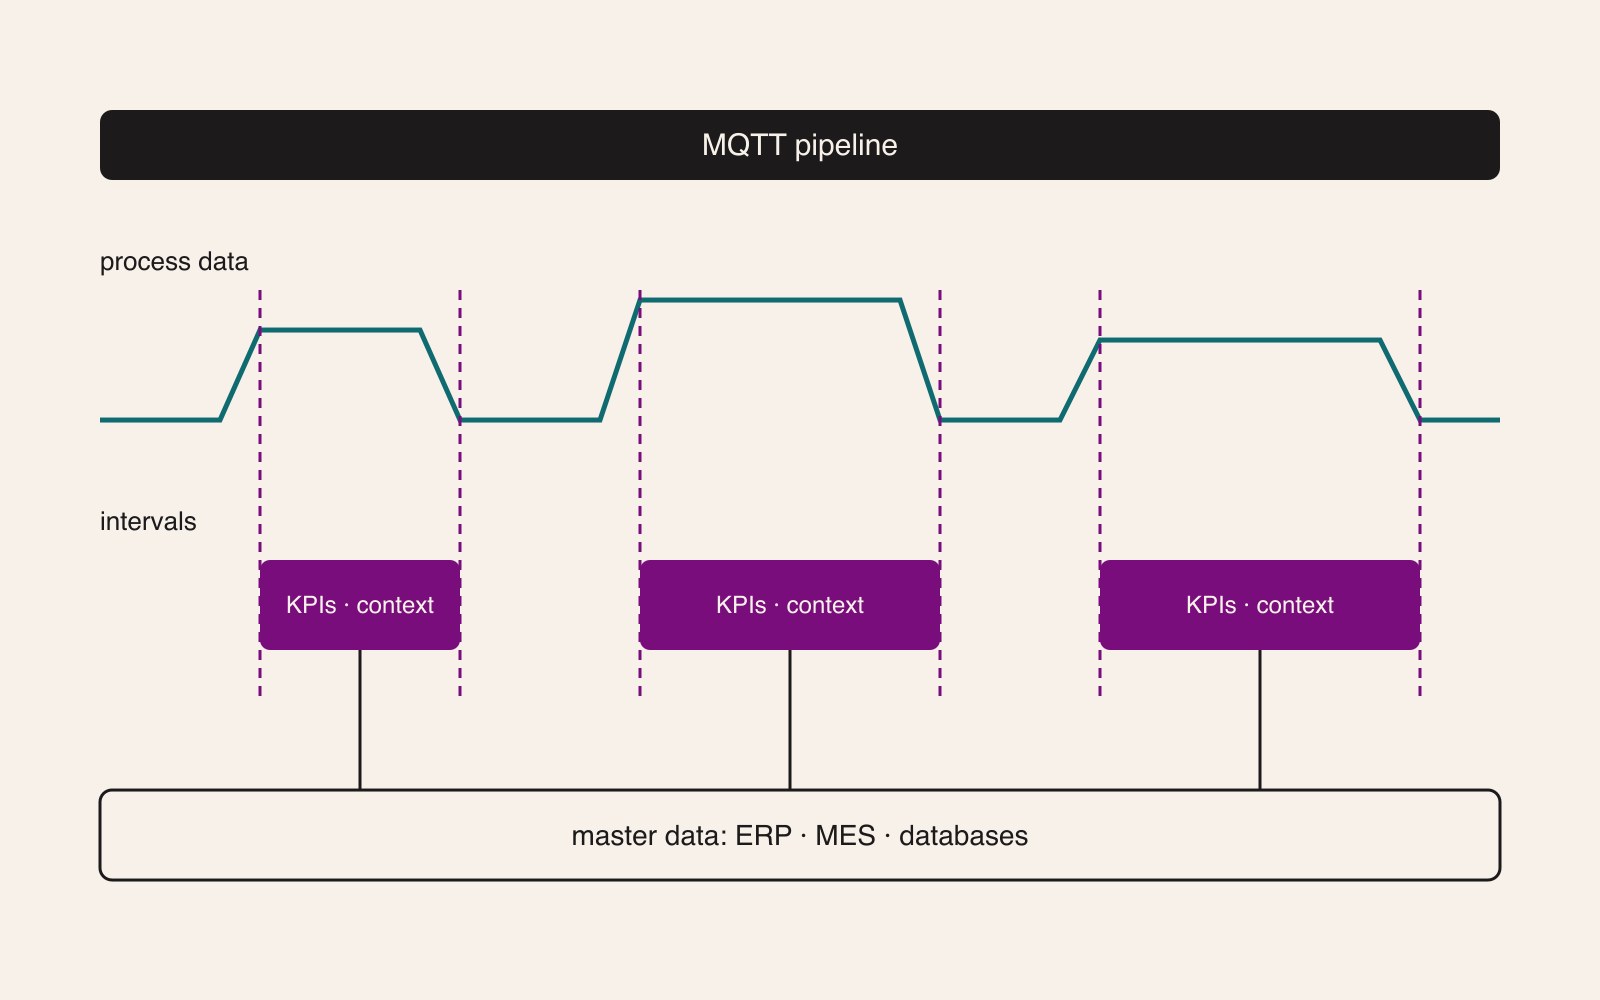 MQTT pipeline
process data
intervals
KPIs · context
KPIs · context
KPIs · context
master data: ERP · MES · databases